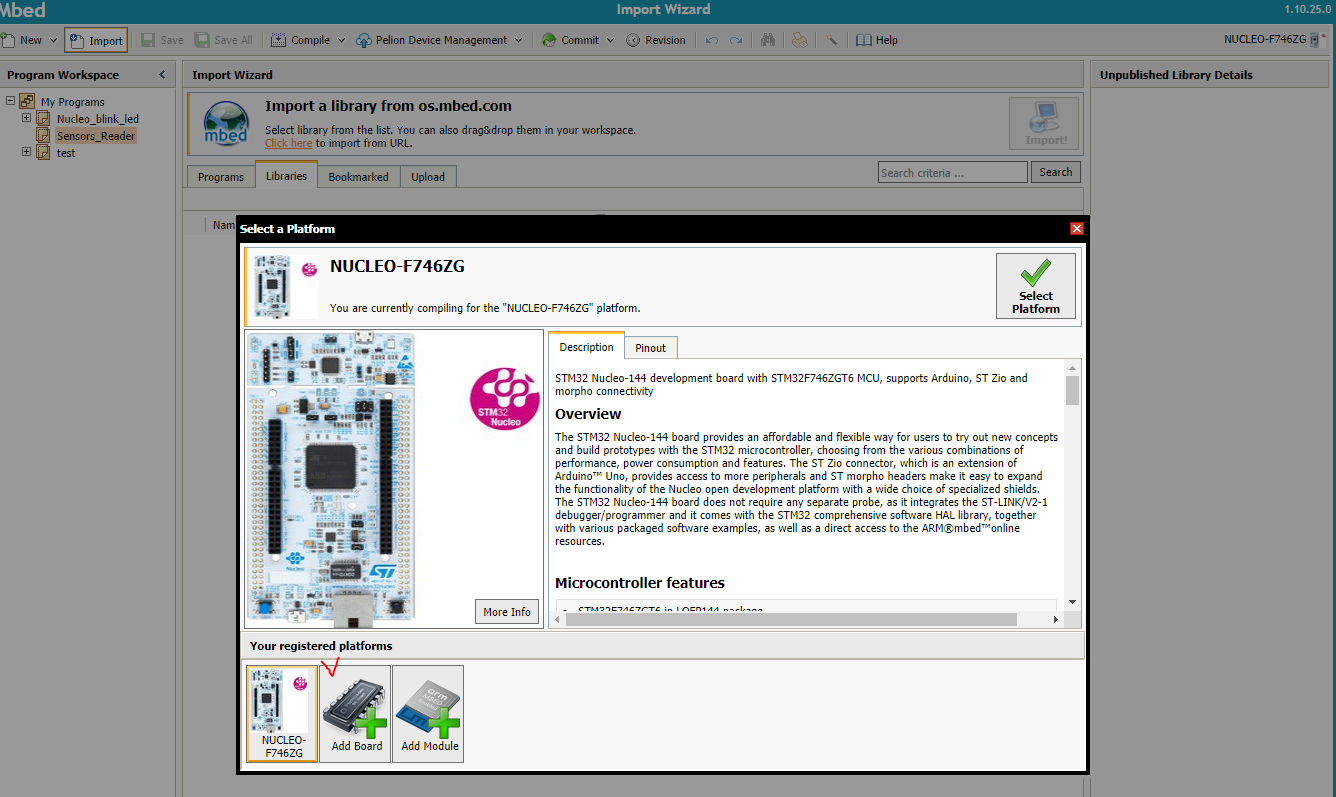 Mbed
Import Wizard
1.10.25.0
New
Import
Save
Save All
Compile
Pelion Device Management
Commit
Revision
Help
NUCLEO-F746ZG
Program Workspace
Import Wizard
Unpublished Library Details
My Programs
Nucleo_blink_led
Sensors_Reader
test
mbed
Import a library from os.mbed.com
Select library from the list. You can also drag&drop them in your workspace.
Click here to import from URL.
Import!
Programs
Libraries
Bookmarked
Upload
Search criteria ...
Search
Nam
Select a Platform
NUCLEO-F746ZG
You are currently compiling for the "NUCLEO-F746ZG" platform.
Select
Platform
STM32
Nucleo
Nucleo
ST
More Info
Description
Pinout
STM32 Nucleo-144 development board with STM32F746ZGT6 MCU, supports Arduino, ST Zio and
morpho connectivity
Overview
The STM32 Nucleo-144 board provides an affordable and flexible way for users to try out new concepts
and build prototypes with the STM32 microcontroller, choosing from the various combinations of
performance, power consumption and features. The ST Zio connector, which is an extension of
Arduino™ Uno, provides access to more peripherals and ST morpho headers make it easy to expand
the functionality of the Nucleo open development platform with a wide choice of specialized shields.
The STM32 Nucleo-144 board does not require any separate probe, as it integrates the ST-LINK/V2-1
debugger/programmer and it comes with the STM32 comprehensive software HAL library, together
with various packaged software examples, as well as a direct access to the ARM®mbed™online
resources.
Microcontroller features
STM32F746ZGT6 in LQFP144 package
Your registered platforms
NUCLEO-
F746ZG
Add Board
arm
MBED
Enabled
Add Module